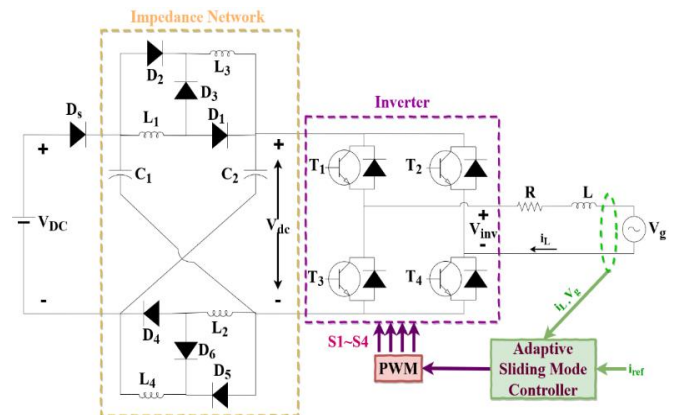 Impedance Network
D2
L3
D3
Ds
L1
D1
Inverter
+
+
C1
C2
T1
T2
R
L
VDC
Vdc
+
Vinv
-
Vg
iL
T3
T4
-
-
D4
L2
D6
L4
D5
iL, Vg
S1~S4
PWM
Adaptive
Sliding Mode
Controller
iref